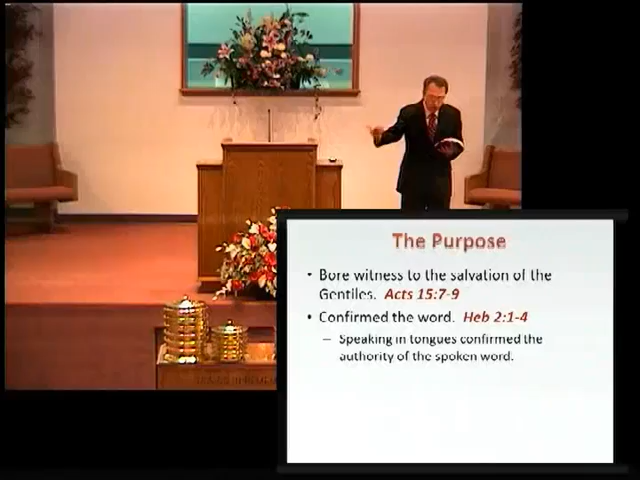 The Purpose
• Bore witness to the salvation of the
Gentiles. Acts 15:7-9
• Confirmed the word. Heb 2:1-4
– Speaking in tongues confirmed the
authority of the spoken word.